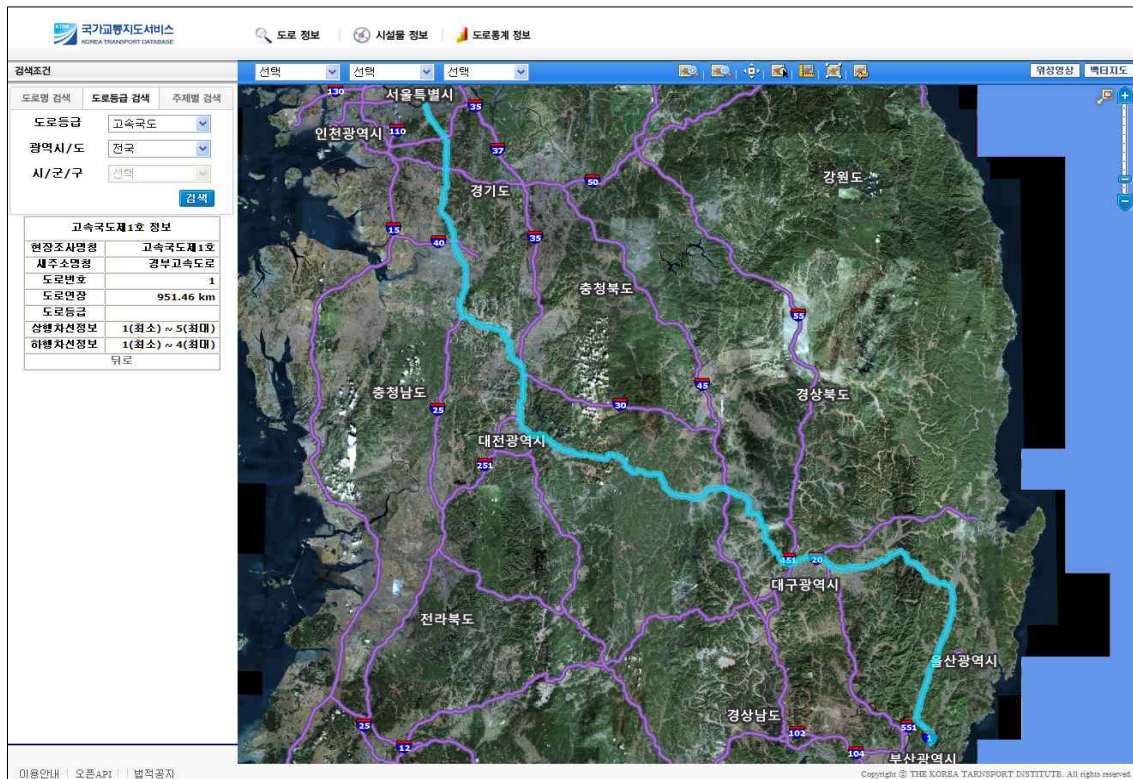 KTDB 국가교통지도서비스
KOREA TRANSPORT DATABASE
도로 정보 시설물 정보 도로통계 정보
검색조건
선택 선택 선택
위성영상 벡터지도
도로명 검색 도로등급 검색 주제별 검색
도로등급 고속국도
광역시/도 전국
시/군/구 선택
검색
고속국도제1호 정보
현장조사명칭 고속국도제1호
새주소명칭 경부고속도로
도로번호 1
도로연장 951.46 km
도로등급
상행차선정보 1(최소) ~ 5(최대)
하행차선정보 1(최소) ~ 4(최대)
뒤로
130
서울특별시
35
인천광역시
110
37
경기도
50
강원도
15
40
35
충청북도
55
45
충청남도
경상북도
25
30
대전광역시
251
451
20
대구광역시
전라북도
울산광역시
경상남도
25
12
102
551
1
104
부산광역시
이용안내 오픈API 법적공지
Copyright ⓒ THE KOREA TARNSPORT INSTITUTE. All rights reserved.